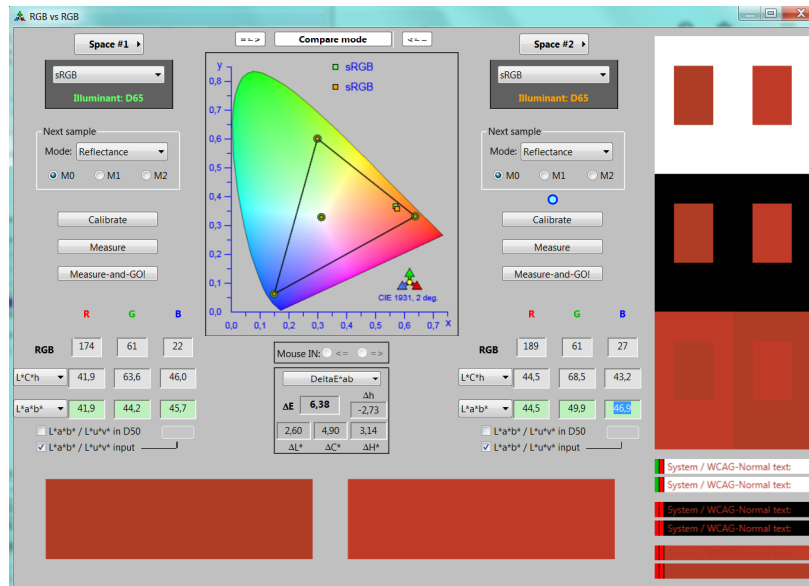 RGB vs RGB
Space #1
Compare mode
Space #2
sRGB
Illuminant: D65
y
sRGB
sRGB
0,8
0,7
0,6
0,5
0,4
0,3
0,2
0,1
0,0
0,0 0,1 0,2 0,3 0,4 0,5 0,6 0,7 x
CIE 1931, 2 deg.
sRGB
Illuminant: D65
Next sample
Mode: Reflectance
M0 M1 M2
Next sample
Mode: Reflectance
M0 M1 M2
Calibrate
Measure
Measure-and-GO!
Calibrate
Measure
Measure-and-GO!
R G B
RGB 174 61 22
L*C*h 41,9 63,6 46,0
L*a*b* 41,9 44,2 45,7
L*a*b* / L*u*v* in D50
L*a*b* / L*u*v* input
Mouse IN: <= =>
DeltaE*ab
ΔE 6,38
Δh
-2,73
2,60 4,90 3,14
ΔL* ΔC* ΔH*
R G B
RGB 189 61 27
L*C*h 44,5 68,5 43,2
L*a*b* 44,5 49,9 46,9
L*a*b* / L*u*v* in D50
L*a*b* / L*u*v* input
System / WCAG-Normal text:
System / WCAG-Normal text:
System / WCAG-Normal text:
System / WCAG-Normal text: